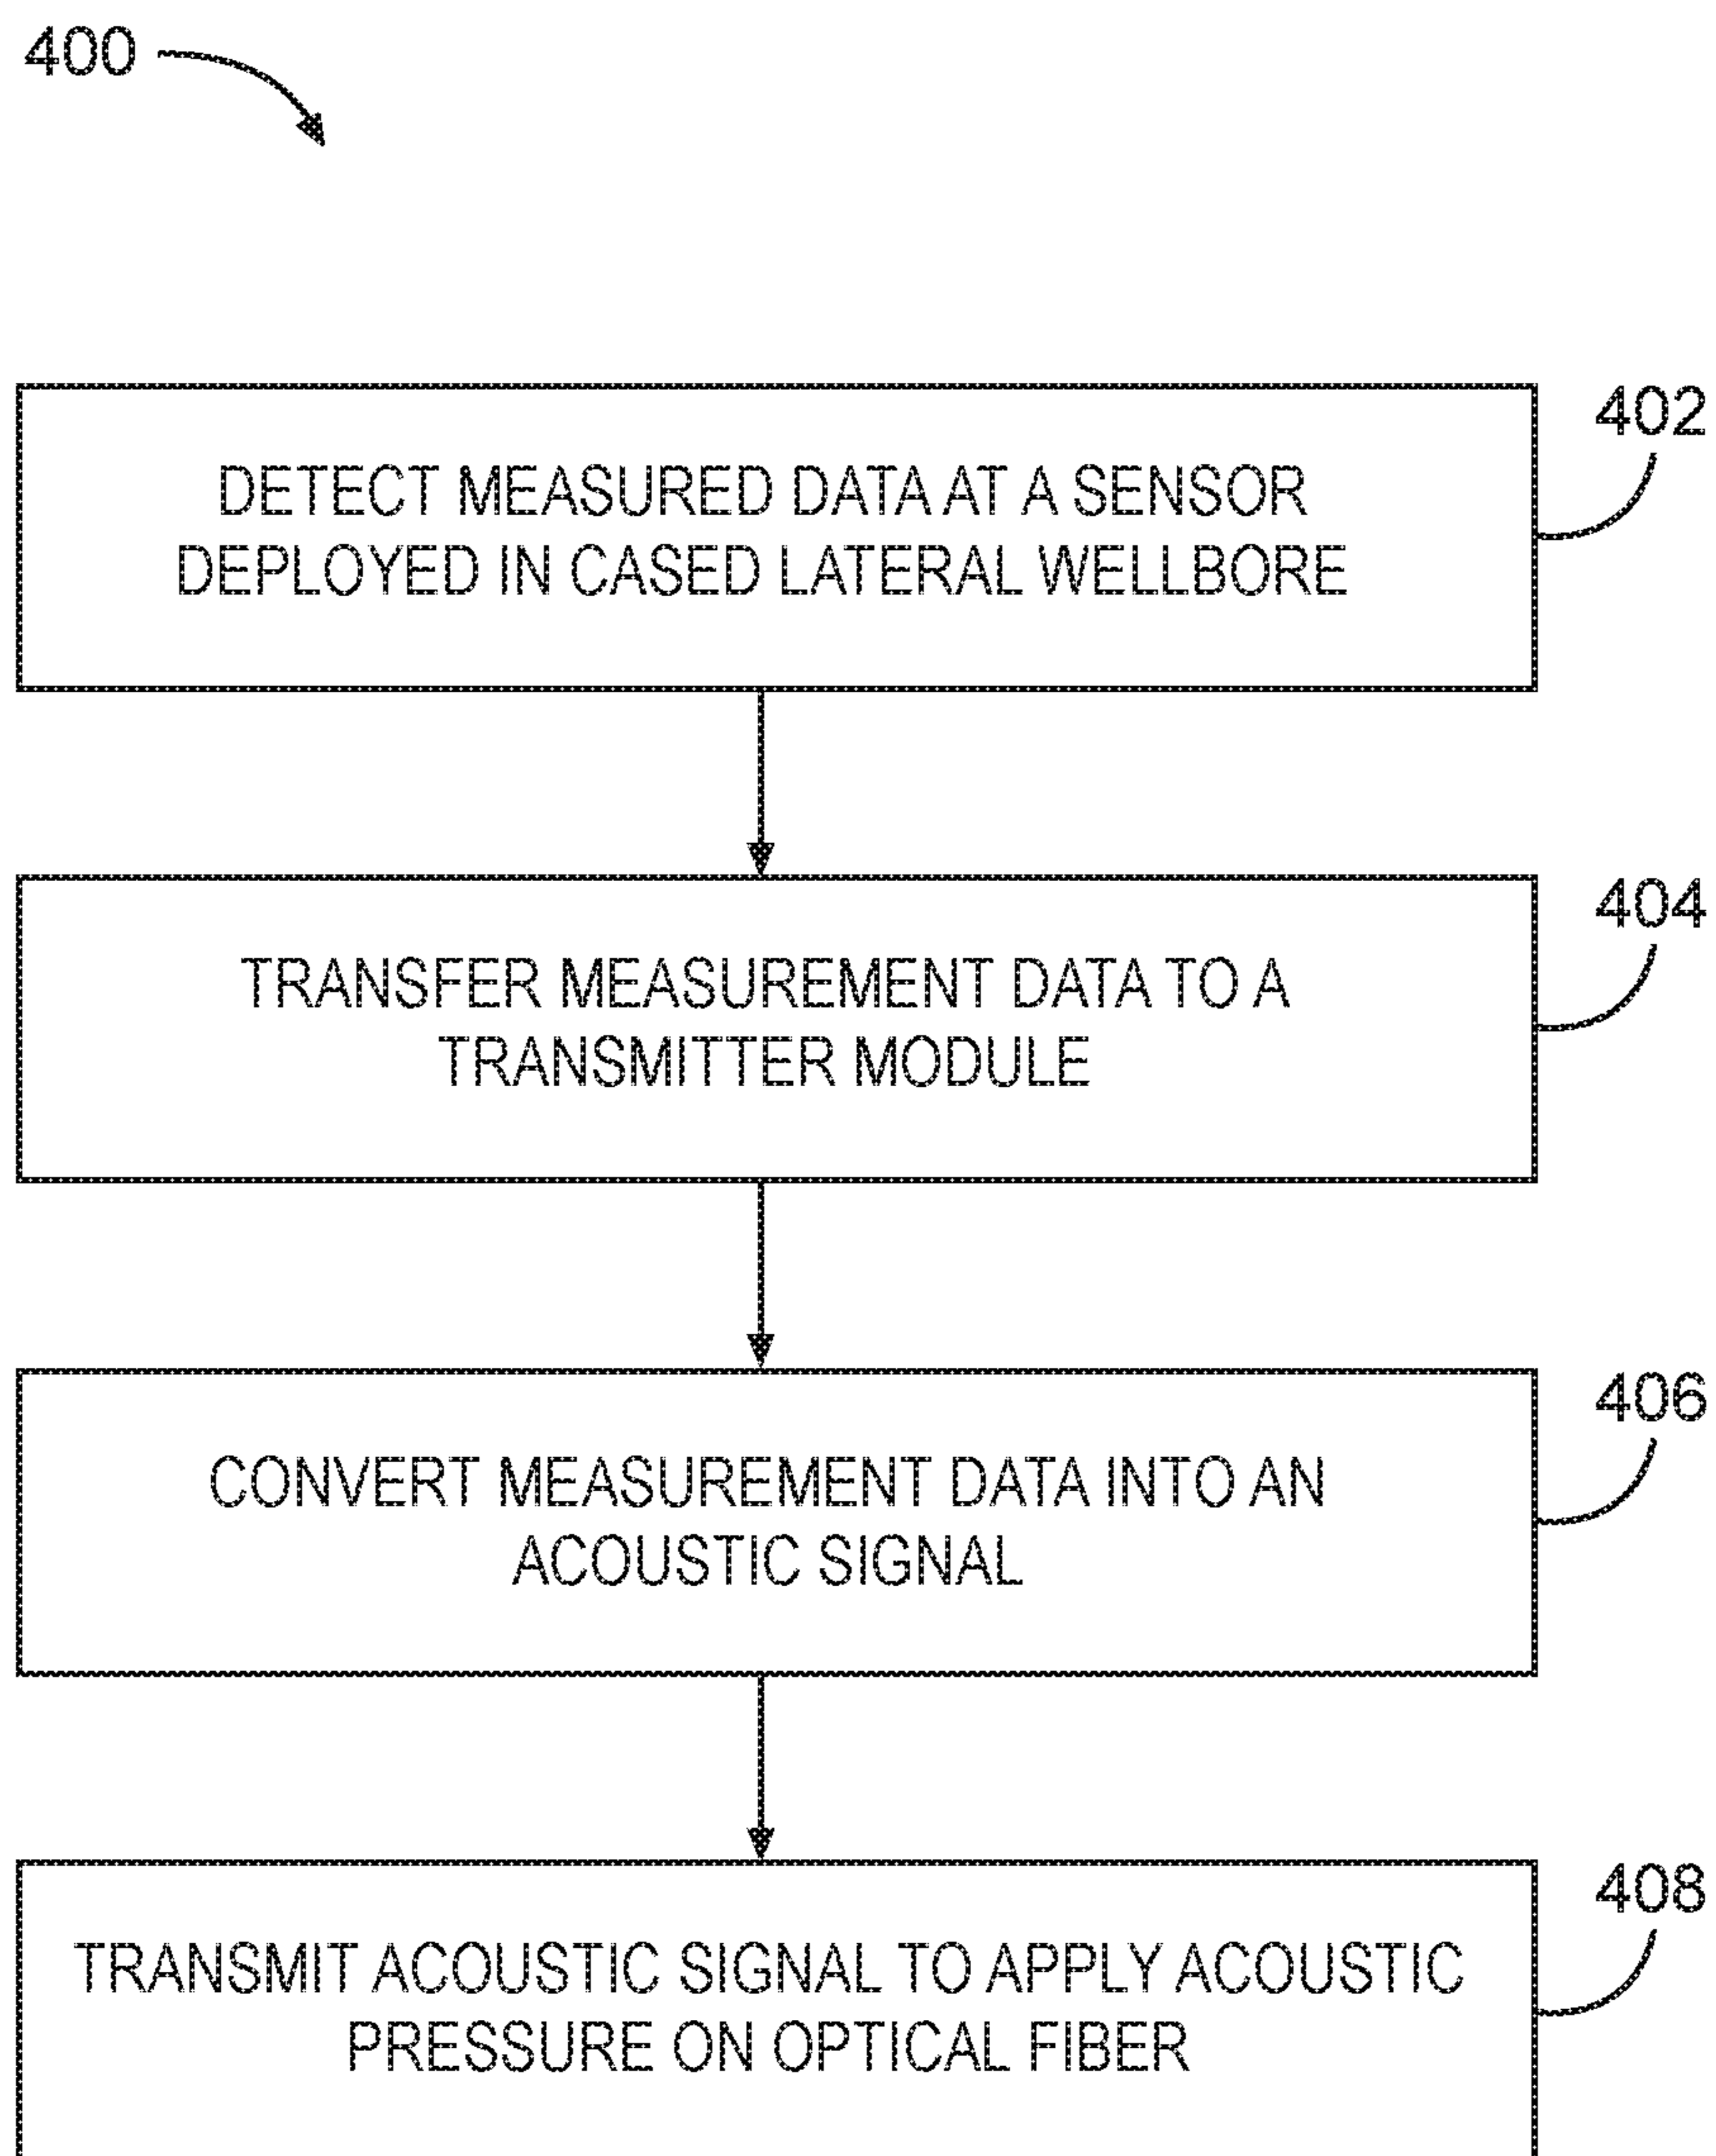 400
402
DETECT MEASURED DATA AT A SENSOR
DEPLOYED IN CASED LATERAL WELLBORE
404
TRANSFER MEASUREMENT DATA TO A
TRANSMITTER MODULE
406
CONVERT MEASUREMENT DATA INTO AN
ACOUSTIC SIGNAL
408
TRANSMIT ACOUSTIC SIGNAL TO APPLY ACOUSTIC
PRESSURE ON OPTICAL FIBER